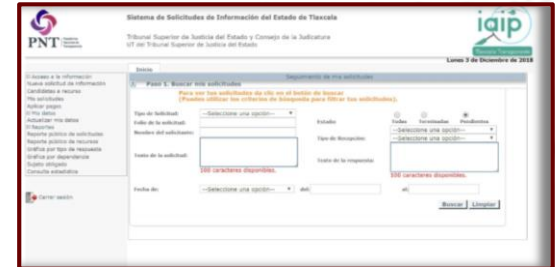 Sistema de Solicitudes de Información del Estado de Tlaxcala
PNT
Tribunal Superior de Justicia del Estado y Consejo de la Judicatura
UT del Tribunal Superior de Justicia del Estado
iaip
Lunes 3 de Diciembre de 2018
Inicio
Seguimiento de mis solicitudes
Acceso a la información
Nueva solicitud de información
Candidatas a recurso
Mis solicitudes
Aplicar pagos
Mis datos
Actualizar mis datos
Reportes
Reporte público de solicitudes
Reporte público de recursos
Gráfica por tipo de respuesta
Gráfica por dependencia
Sujeto obligado
Consulta estadística
Cerrar sesión
Paso 1. Buscar mis solicitudes
Para ver tus solicitudes da clic en el botón de buscar
(Puedes utilizar los criterios de búsqueda para filtrar tus solicitudes).
Tipo de Solicitud: --Seleccione una opción--
Folio de la solicitud:
Estado: Todas Terminadas Pendientes
--Seleccione una opción--
Nombre del solicitante:
Tipo de Recepción: --Seleccione una opción--
Texto de la solicitud:
Texto de la respuesta:
100 caracteres disponibles.
100 caracteres disponibles.
Fecha de: --Seleccione una opción-- del: al:
Buscar Limpiar